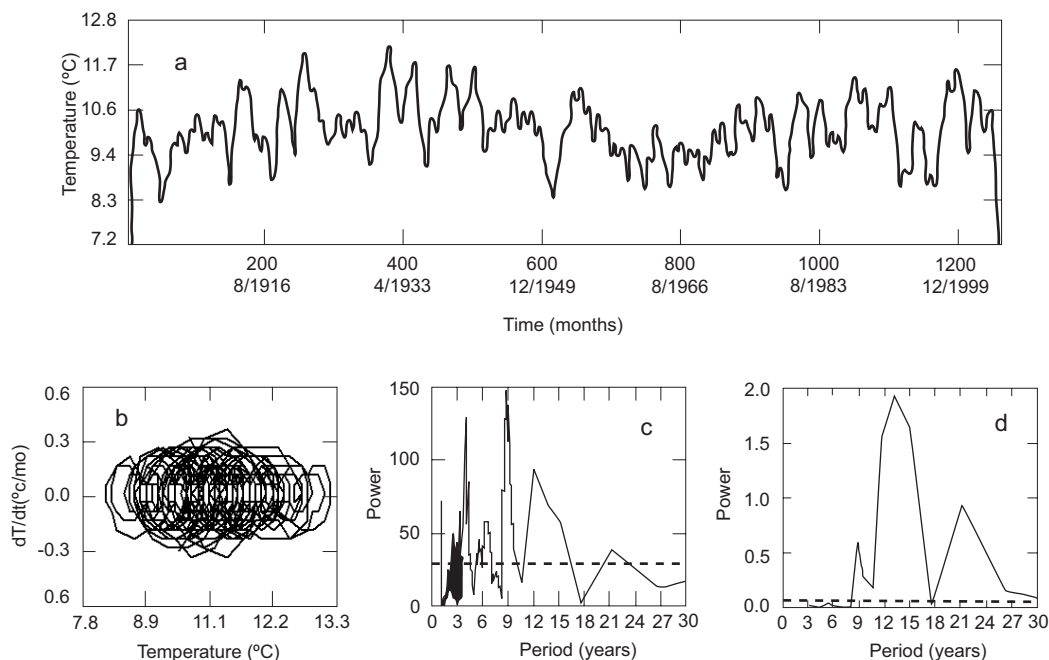 12.8
11.7
10.6
9.4
8.3
7.2
Temperature (ºC)
a
200 400 600 800 1000 1200
8/1916 4/1933 12/1949 8/1966 8/1983 12/1999
Time (months)
0.6
0.3
0.0
-0.3
0.6
dT/dt(ºc/mo)
b
7.8 8.9 11.1 12.2 13.3
Temperature (ºC)
150
100
50
0
Power
c
0 3 6 9 12 15 18 21 24 27 30
Period (years)
2.0
1.5
1.0
0.5
0.0
Power
d
0 3 6 9 12 15 18 21 24 27 30
Period (years)